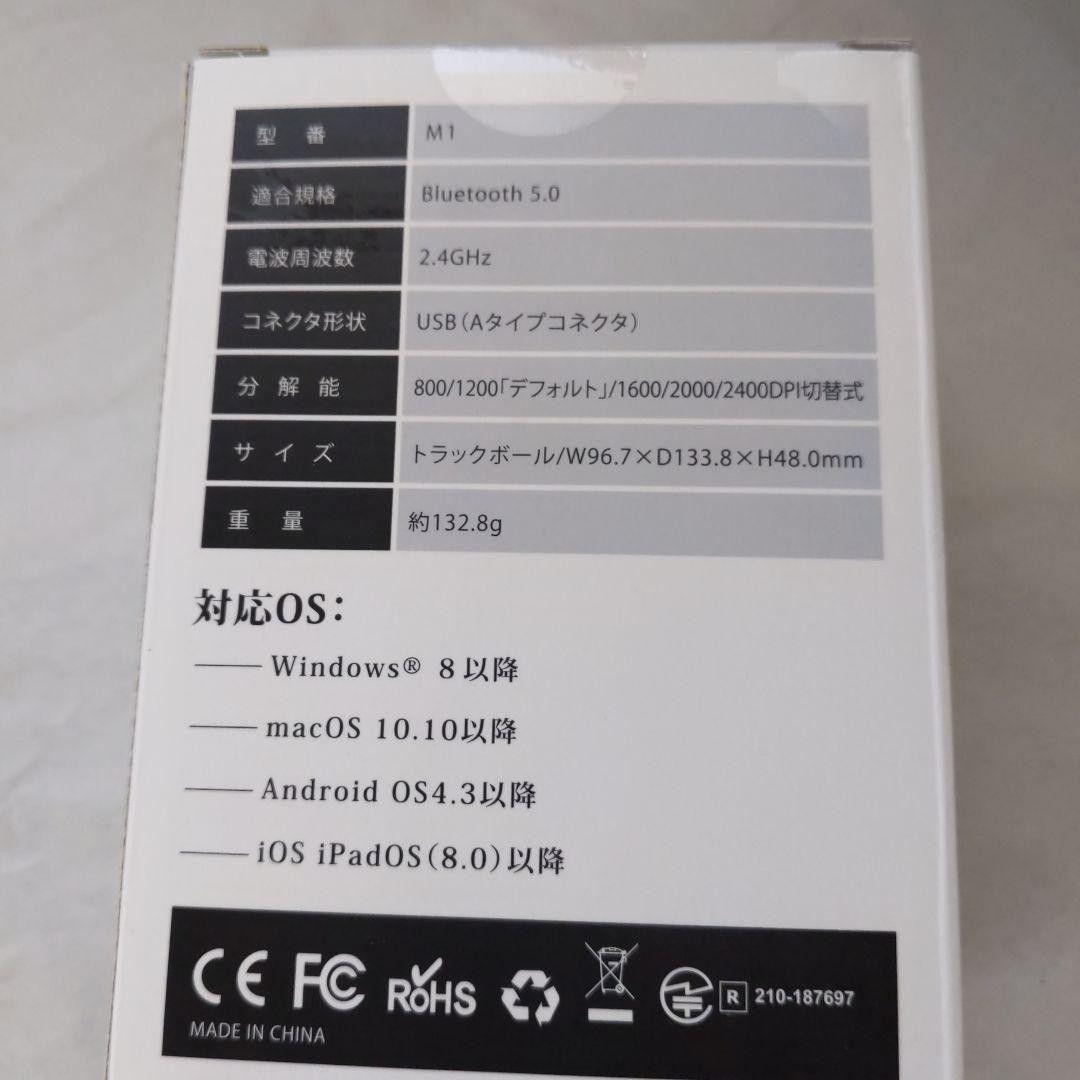 型番 M1
適合規格 Bluetooth 5.0
電波周波数 2.4GHz
コネクタ形状 USB(Aタイプコネクタ)
分解能 800/1200「デフォルト」/1600/2000/2400DPI切替式
サイズ トラックボール/W96.7×D133.8×H48.0mm
重量 約132.8g
対応OS:
Windows® 8以降
macOS 10.10以降
Android OS4.3以降
iOS iPadOS(8.0)以降
CE FC RoHS R 210-187697
MADE IN CHINA